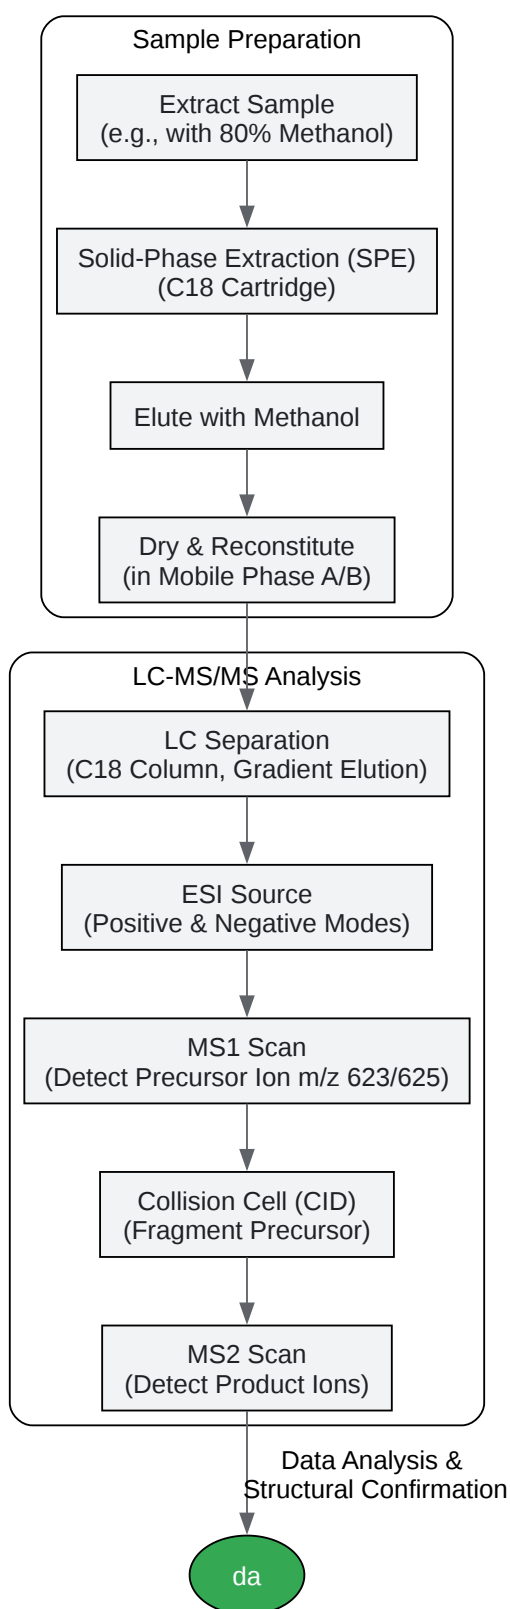 Sample Preparation
Extract Sample
(e.g., with 80% Methanol)
Solid-Phase Extraction (SPE)
(C18 Cartridge)
Elute with Methanol
Dry & Reconstitute
(in Mobile Phase A/B)
LC-MS/MS Analysis
LC Separation
(C18 Column, Gradient Elution)
ESI Source
(Positive & Negative Modes)
MS1 Scan
(Detect Precursor Ion m/z 623/625)
Collision Cell (CID)
(Fragment Precursor)
MS2 Scan
(Detect Product Ions)
Data Analysis &
Structural Confirmation
da